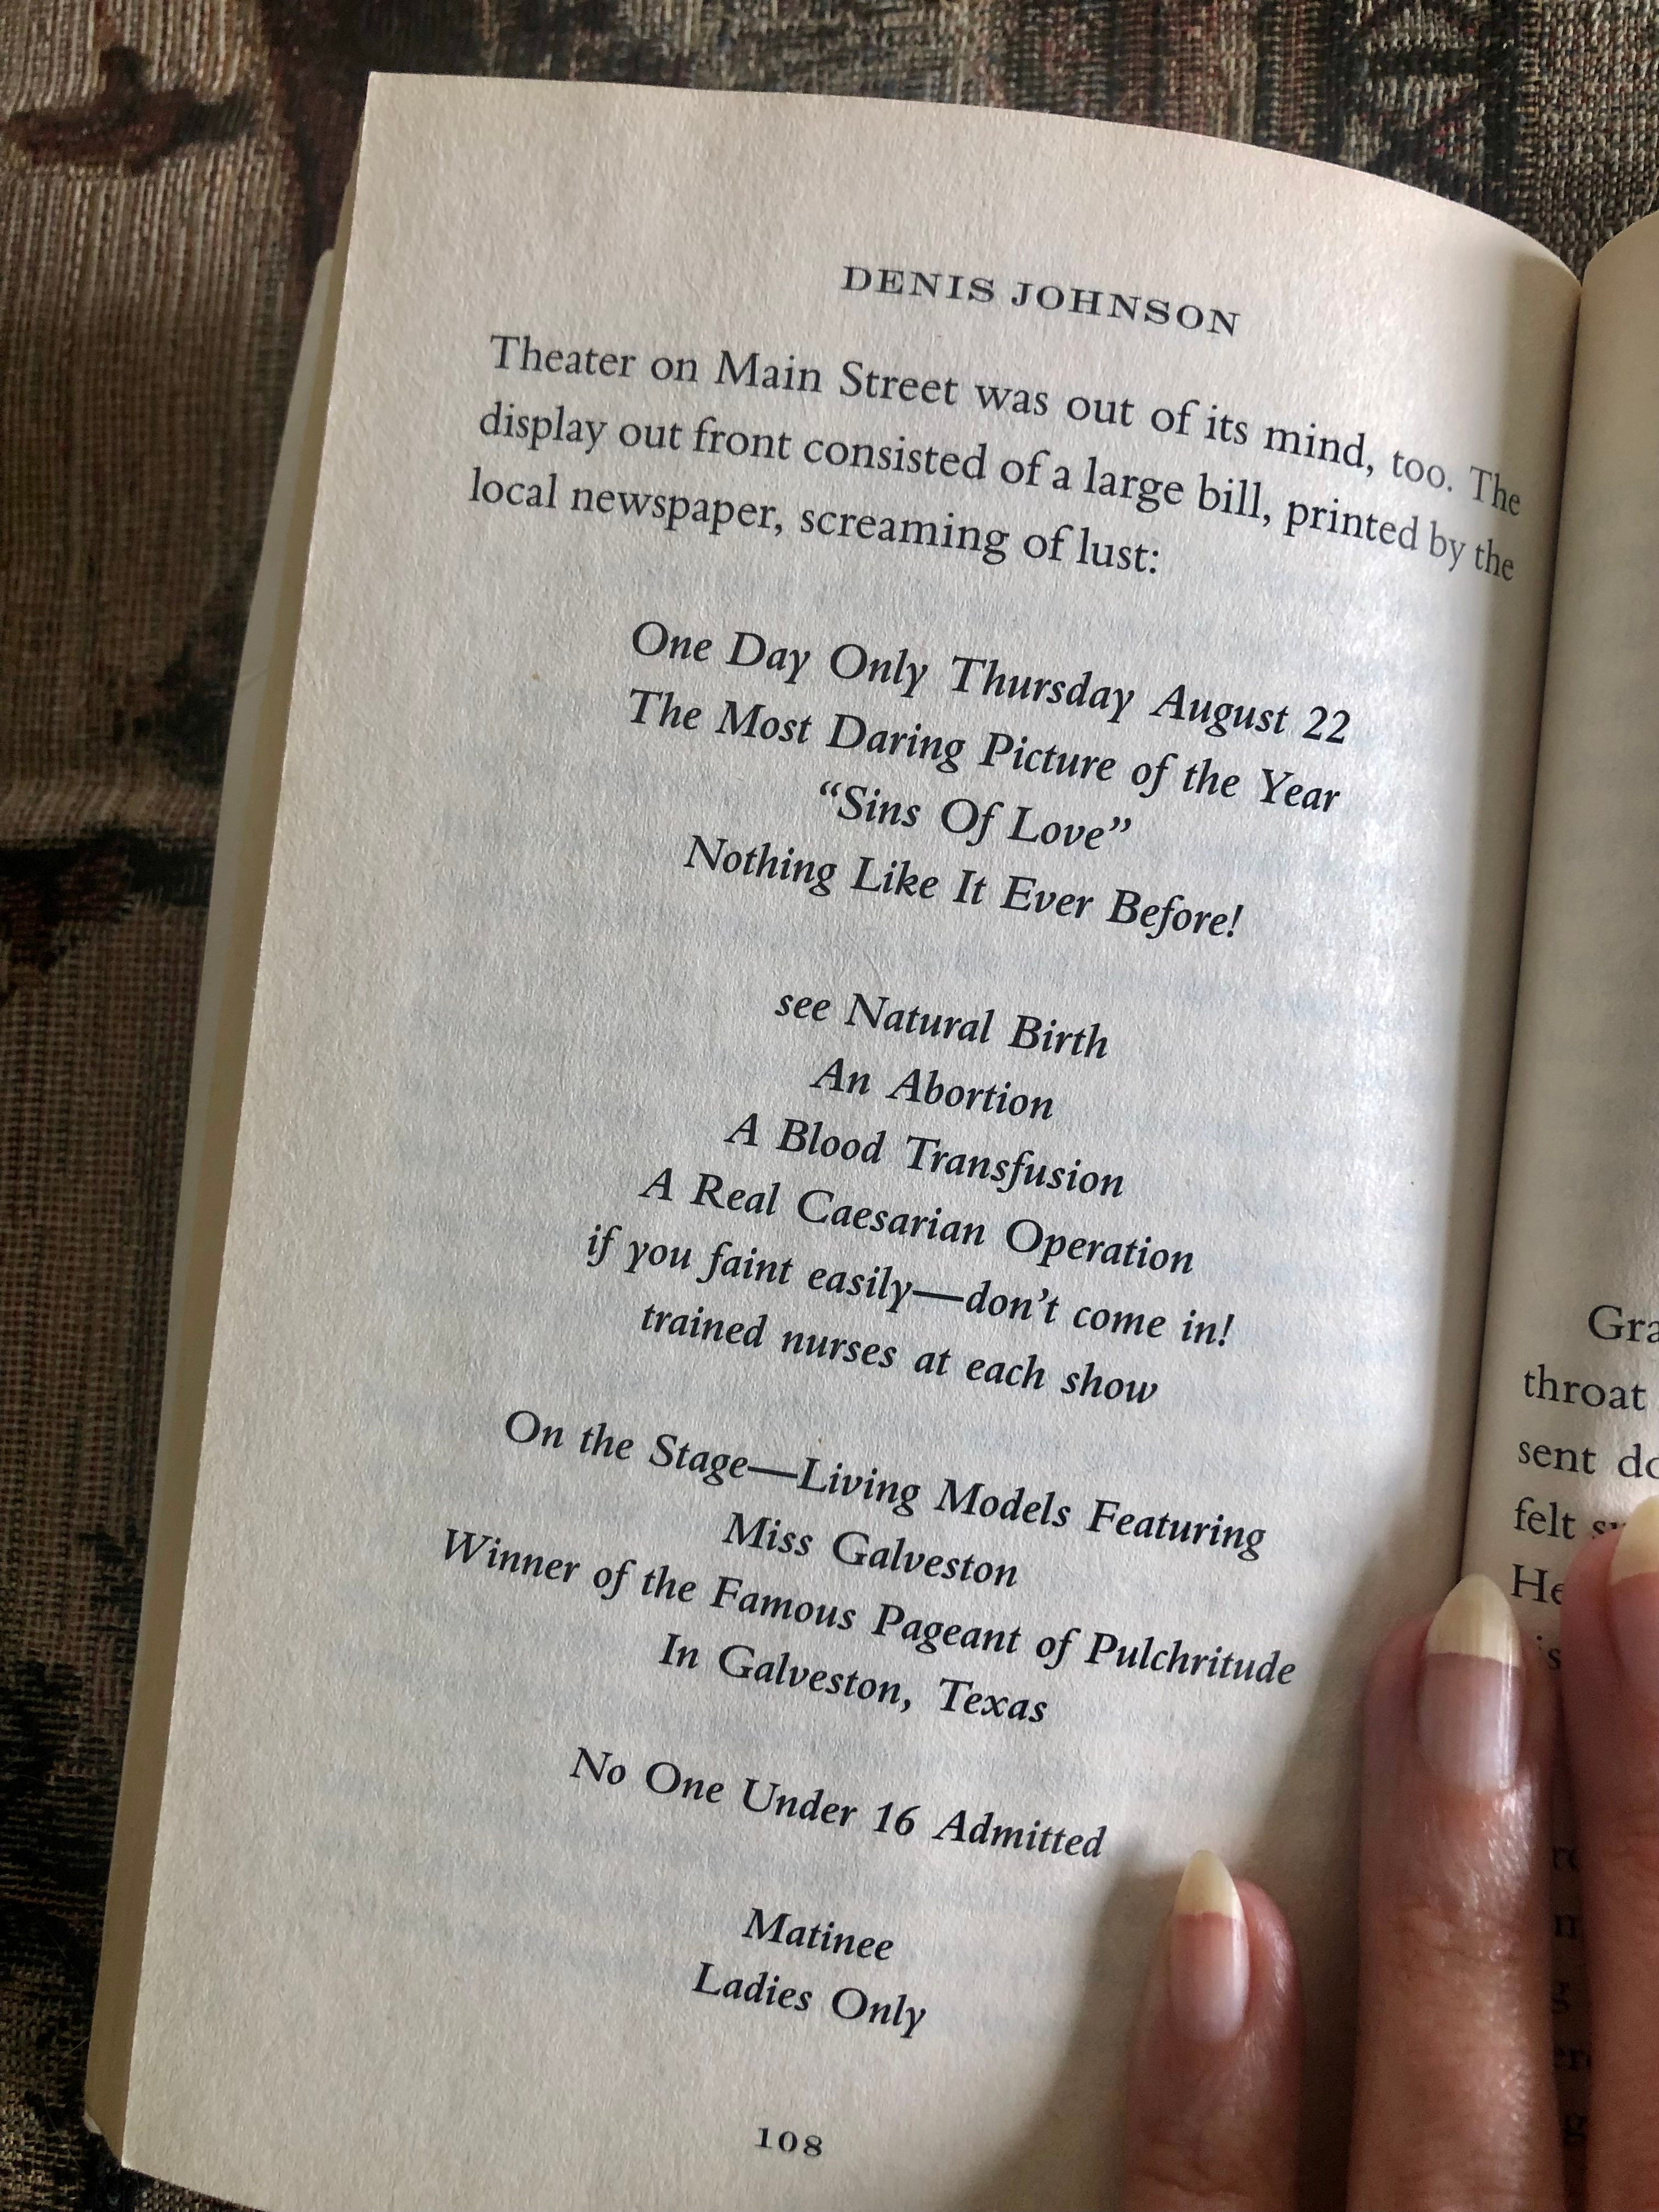 DENIS JOHNSON
Theater on Main Street was out of its mind, too. The
display out front consisted of a large bill, printed by the
local newspaper, screaming of lust:
One Day Only Thursday August 22
The Most Daring Picture of the Year
“Sins Of Love”
Nothing Like It Ever Before!
see Natural Birth
An Abortion
A Blood Transfusion
A Real Caesarian Operation
if you faint easily—don’t come in!
trained nurses at each show
On the Stage—Living Models Featuring
Miss Galveston
Winner of the Famous Pageant of Pulchritude
In Galveston, Texas
No One Under 16 Admitted
Matinee
Ladies Only
108
throat
sent
felt